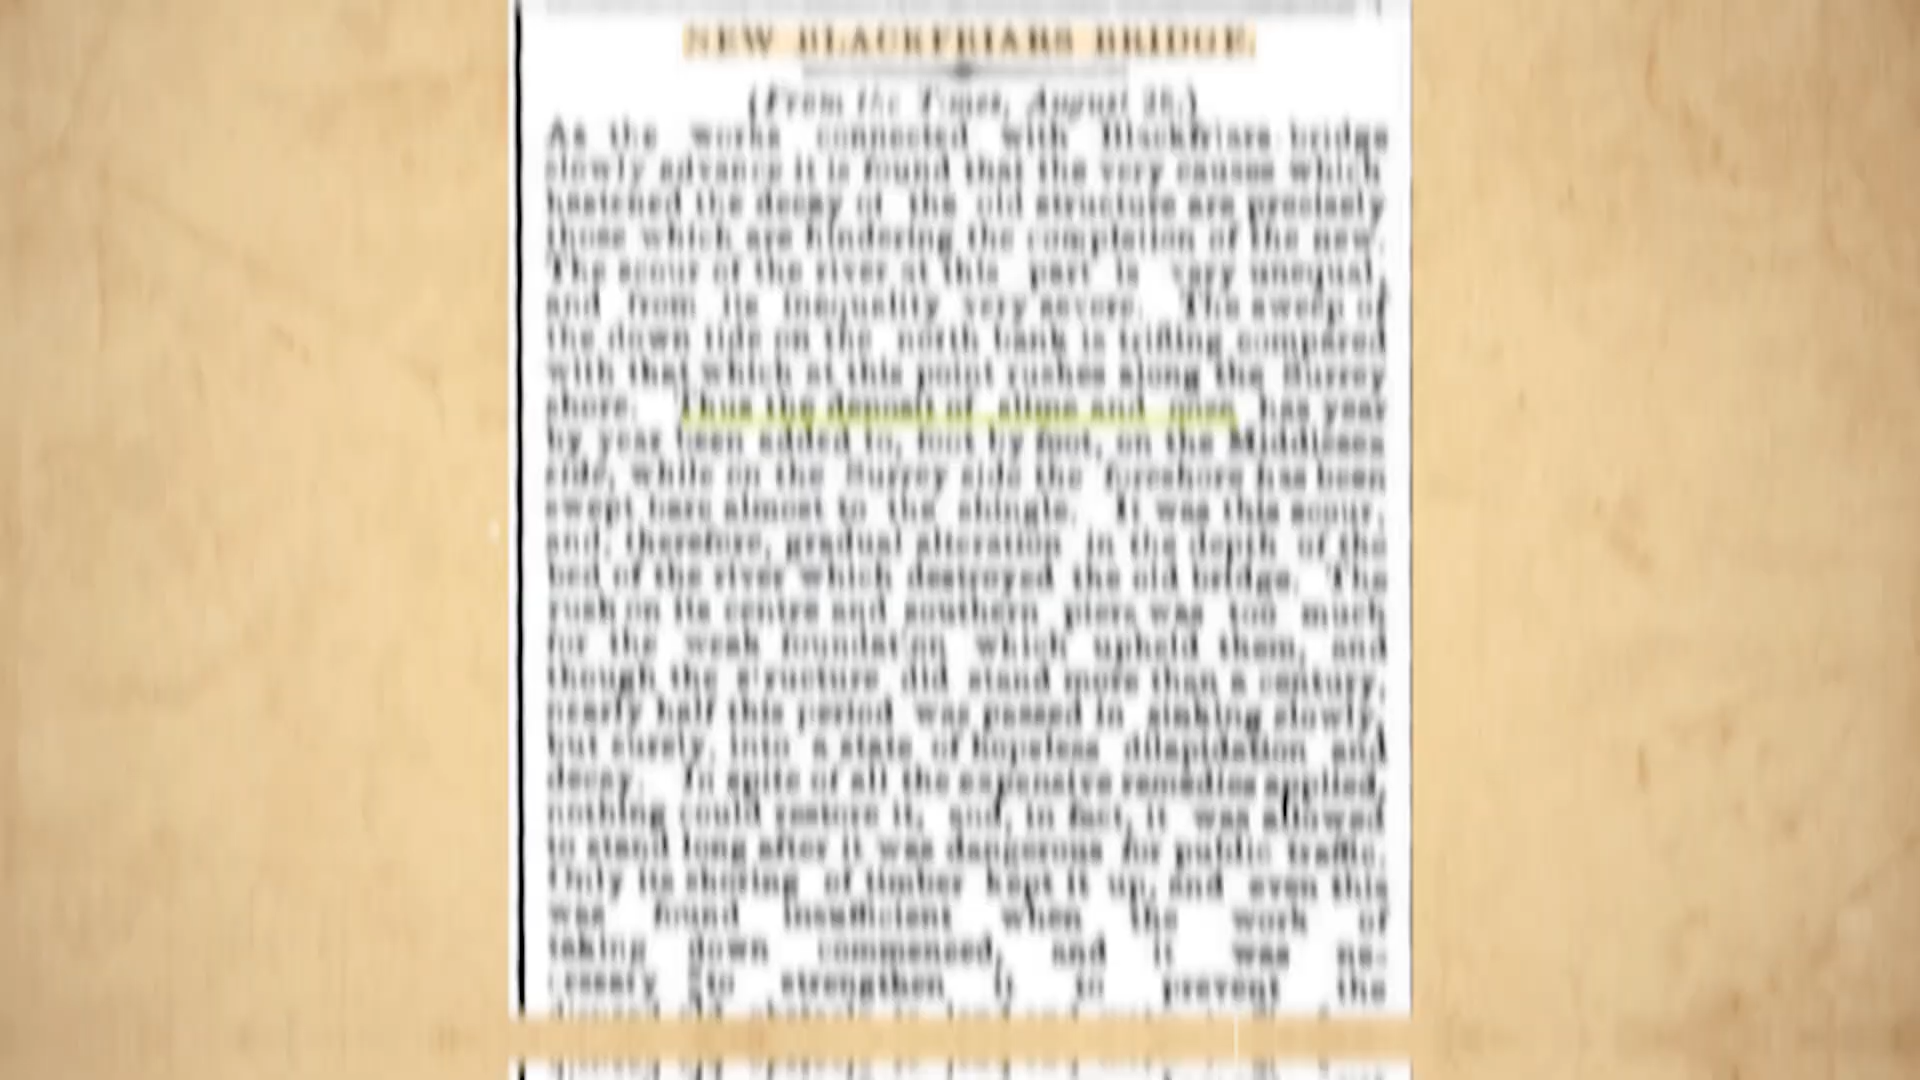 NEW BLACKFRIARS BRIDGE.
(From the Times, August 28.)
As the works connected with Blackfriars-bridge
slowly advance it is found that the very causes which
hastened the decay of the old structure are precisely
those which are hindering the completion of the new.
The scour of the river at this part is very unequal,
and from its inequality very severe. The sweep of
the down tide on the north bank is trifling compared
with that which at this point rushes along the Surrey
shore. Thus the deposit of slime and ooze has year
by year been added to, foot by foot, on the Middlesex
side, while on the Surrey side the foreshore has been
swept bare almost to the shingle. It was this scour,
and, therefore, gradual alteration in the depth of the
bed of the river which destroyed the old bridge. The
rush on its centre and southern piers was too much
for the weak foundation which upheld them, and
though the structure did stand more than a century,
nearly half this period was passed in sinking slowly,
but surely, into a state of hopeless dilapidation and
decay. In spite of all the expensive remedies applied,
nothing could restore it, and, in fact, it was allowed
to stand long after it was dangerous for public traffic.
Only its shoring of timber kept it up, and even this
was found insufficient when the work of
taking down commenced, and it was ne-
cessary to strengthen it to prevent the